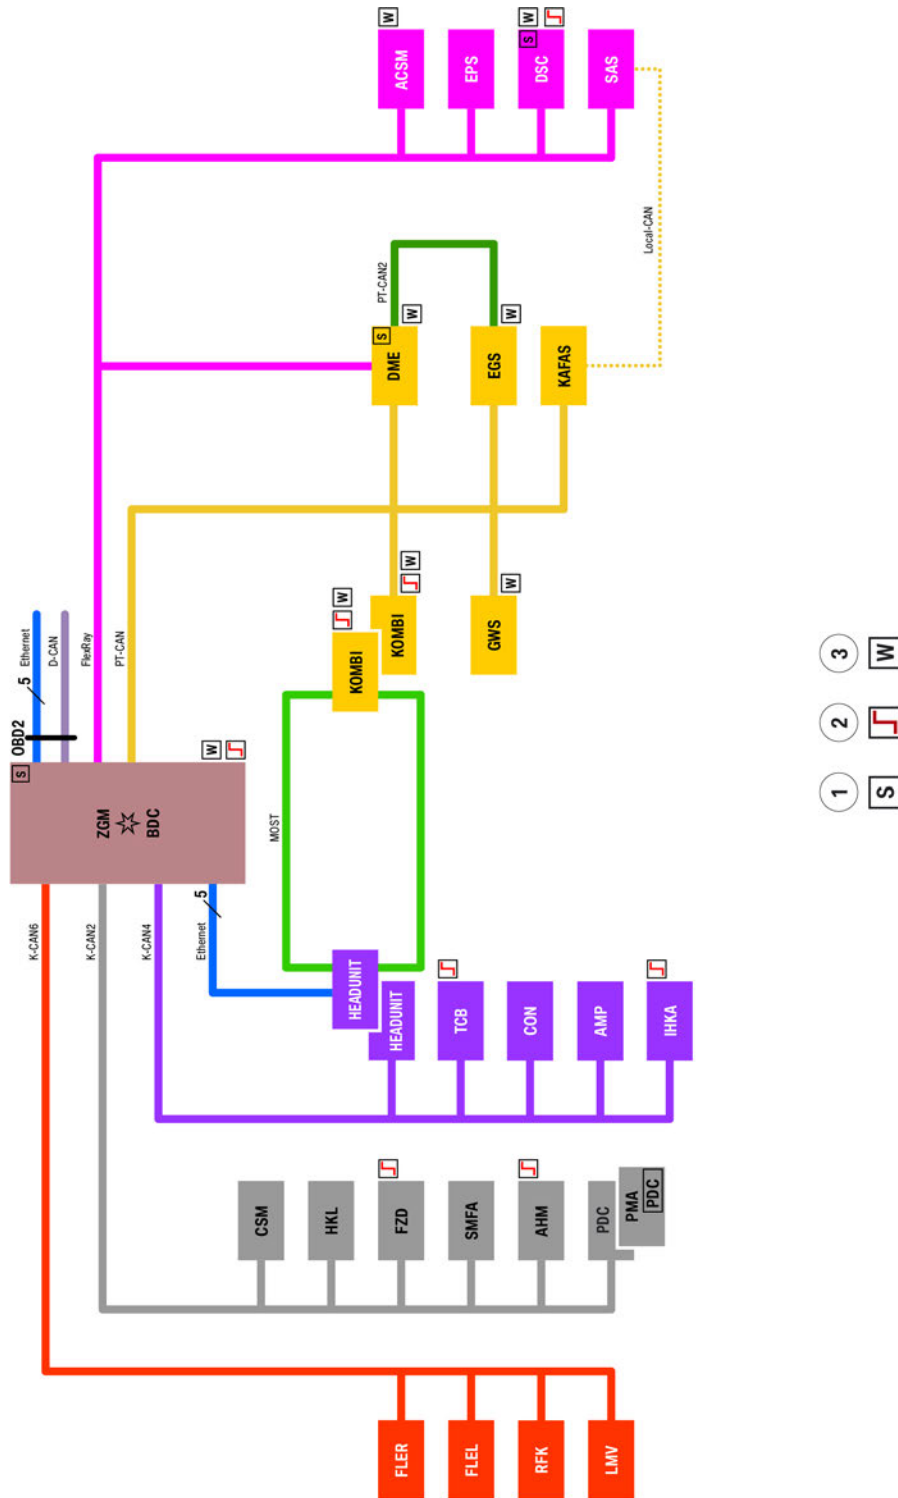 LMV
RFK
FLEL
FLER
PDC
PMA
PDC
AHM
SMFA
FZD
HKL
CSM
K-CAN6
K-CAN2
K-CAN4
Ethernet
5
HEADUNIT
HEADUNIT
TCB
CON
AMP
IHKA
MOST
ZGM
BDC
S
W
OBD2
5
Ethernet
D-CAN
FlexRay
PT-CAN
KOMBI
W
KOMBI
W
GWS
W
DME
S
W
EGS
W
KAFAS
PT-CAN2
Local-CAN
ACSM
W
EPS
DSC
S
W
SAS
1
2
3
S
W